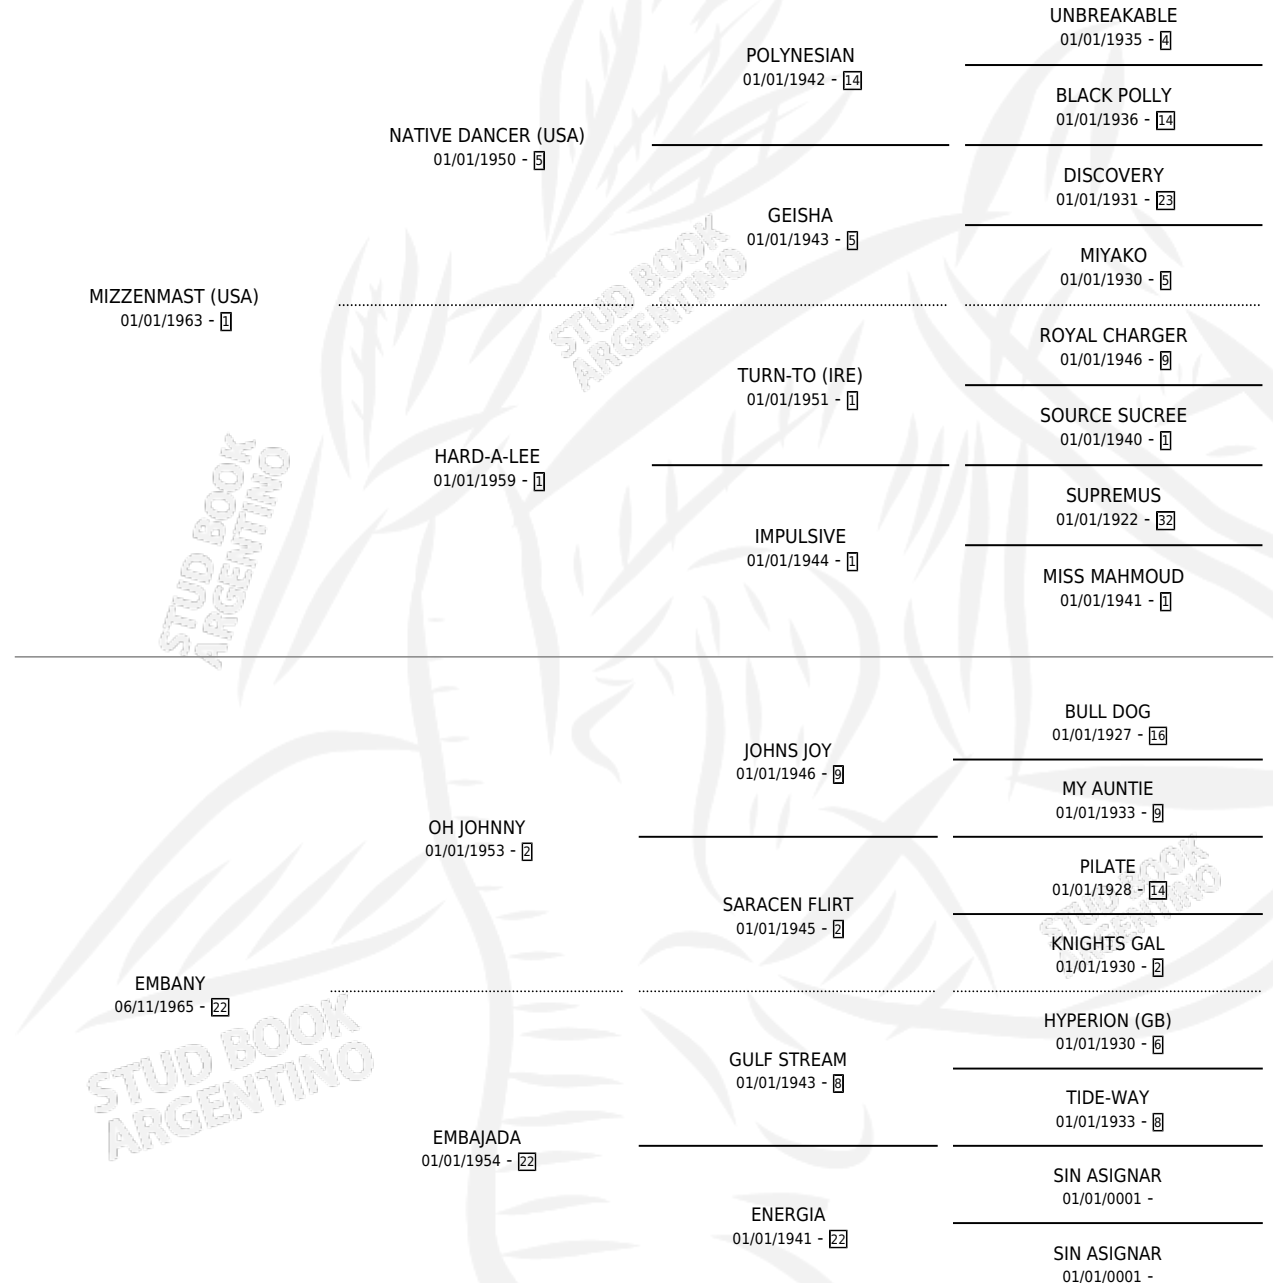 UNBREAKABLE
01/01/1935 - 4
POLYNESIAN
01/01/1942 - 14
BLACK POLLY
01/01/1936 - 14
NATIVE DANCER (USA)
01/01/1950 - 5
DISCOVERY
01/01/1931 - 23
GEISHA
01/01/1943 - 5
MIYAKO
01/01/1930 - 5
MIZZENMAST (USA)
01/01/1963 - 1
ROYAL CHARGER
01/01/1946 - 9
TURN-TO (IRE)
01/01/1951 - 1
SOURCE SUCREE
01/01/1940 - 1
HARD-A-LEE
01/01/1959 - 1
SUPREMUS
01/01/1922 - 32
IMPULSIVE
01/01/1944 - 1
MISS MAHMOUD
01/01/1941 - 1
BULL DOG
01/01/1927 - 16
JOHNS JOY
01/01/1946 - 9
MY AUNTIE
01/01/1933 - 9
OH JOHNNY
01/01/1953 - 2
PILATE
01/01/1928 - 14
SARACEN FLIRT
01/01/1945 - 2
KNIGHTS GAL
01/01/1930 - 2
EMBANY
06/11/1965 - 22
HYPERION (GB)
01/01/1930 - 6
GULF STREAM
01/01/1943 - 8
TIDE-WAY
01/01/1933 - 8
EMBAJADA
01/01/1954 - 22
SIN ASIGNAR
01/01/0001 -
ENERGIA
01/01/1941 - 22
SIN ASIGNAR
01/01/0001 -
STUD BOOK
ARGENTINO
STUD BOOK
ARGENTINO
STUD BOOK
ARGENTINO
STUD BOOK
ARGENTINO